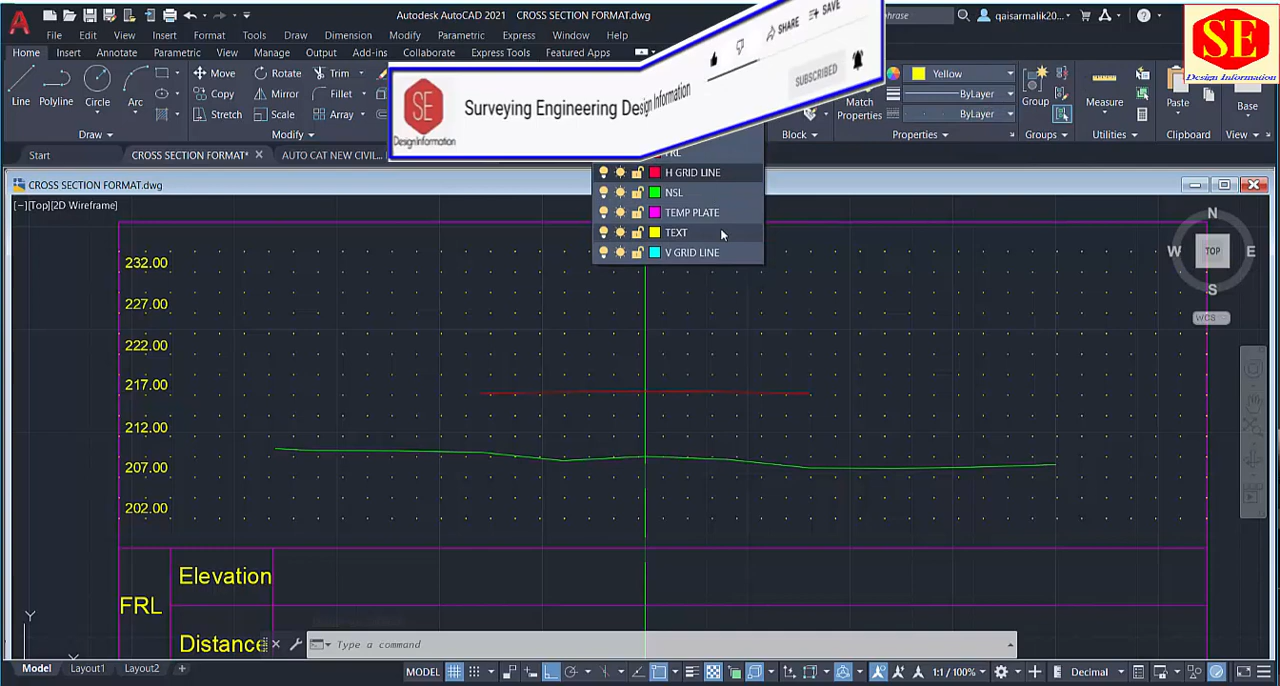 Autodesk AutoCAD 2021 CROSS SECTION FORMAT.dwg
phrase
qaisarmalik20...
SE
Design Information
File Edit View Insert Format Tools Draw Dimension Modify Parametric Express Window Help
SHARE SAVE
SUBSCRIBED
Home Insert Annotate Parametric View Manage Output Add-ins Collaborate Express Tools Featured Apps
SE
Design Information
Surveying Engineering Design Information
Line Polyline Circle Arc
Move Rotate Trim
Copy Mirror Fillet
Stretch Scale Array
Match Properties
Yellow
ByLayer
ByLayer
Group Measure Paste Base
Draw Modify Block Properties Groups Utilities Clipboard View
Start CROSS SECTION FORMAT* AUTO CAT NEW CIVIL...
CROSS SECTION FORMAT.dwg
[−][Top][2D Wireframe]
FRL
H GRID LINE
NSL
TEMP PLATE
TEXT
V GRID LINE
N
W TOP E
S
WCS
232.00
227.00
222.00
217.00
212.00
207.00
202.00
Elevation
FRL
Distance
Y
Type a command
Model Layout1 Layout2 +
MODEL 1:1 / 100% Decimal